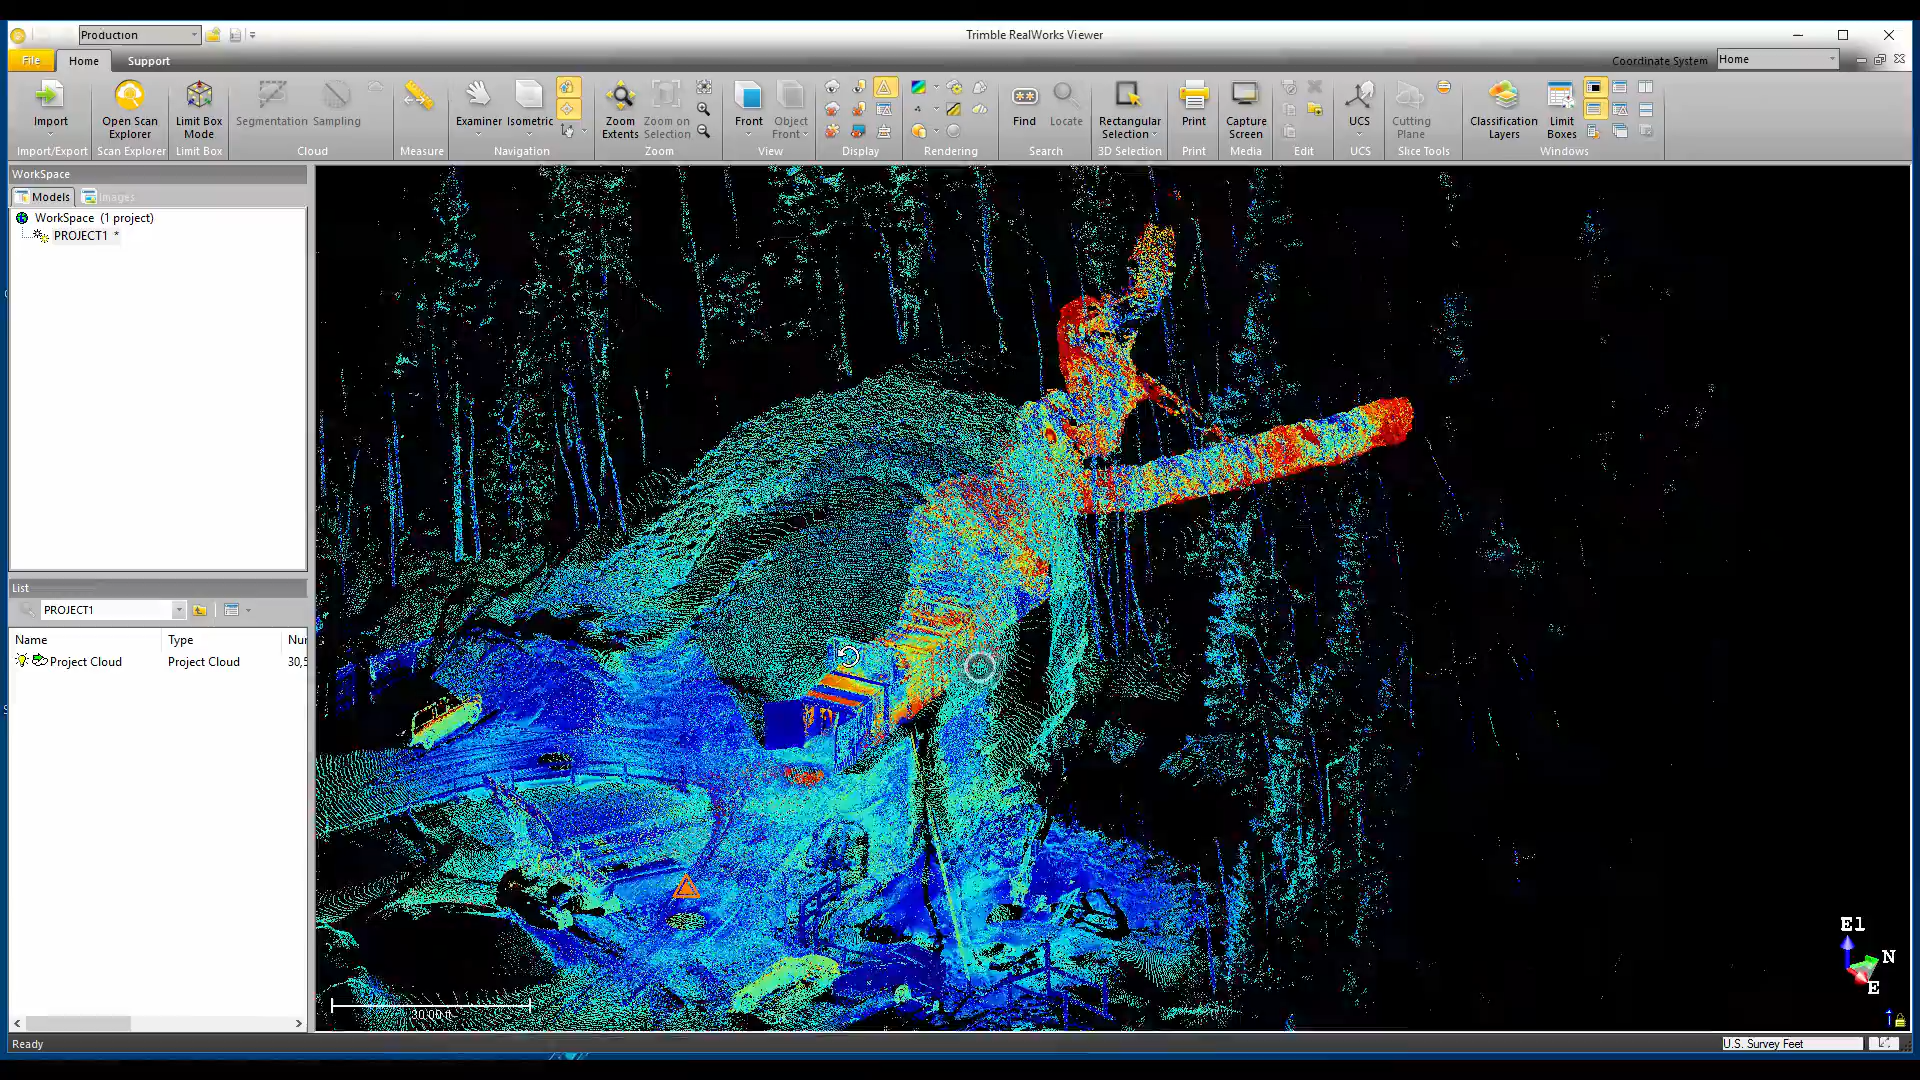 Production
Trimble RealWorks Viewer
File
Home
Support
Coordinate System
Home
Import
Open Scan
Explorer
Limit Box
Mode
Segmentation
Sampling
Examiner
Isometric
Zoom
Extents
Zoom on
Selection
Front
Object
Front
Find
Locate
Rectangular
Selection
Print
Capture
Screen
UCS
Cutting
Plane
Classification
Layers
Limit
Boxes
Import/Export
Scan Explorer
Limit Box
Cloud
Measure
Navigation
Zoom
View
Display
Rendering
Search
3D Selection
Print
Media
Edit
UCS
Slice Tools
Windows
WorkSpace
Models
Images
WorkSpace (1 project)
PROJECT1 *
List
PROJECT1
Name Type Nur
Project Cloud Project Cloud 30,5
El
N
E
30.00 ft
Ready
U.S. Survey Feet